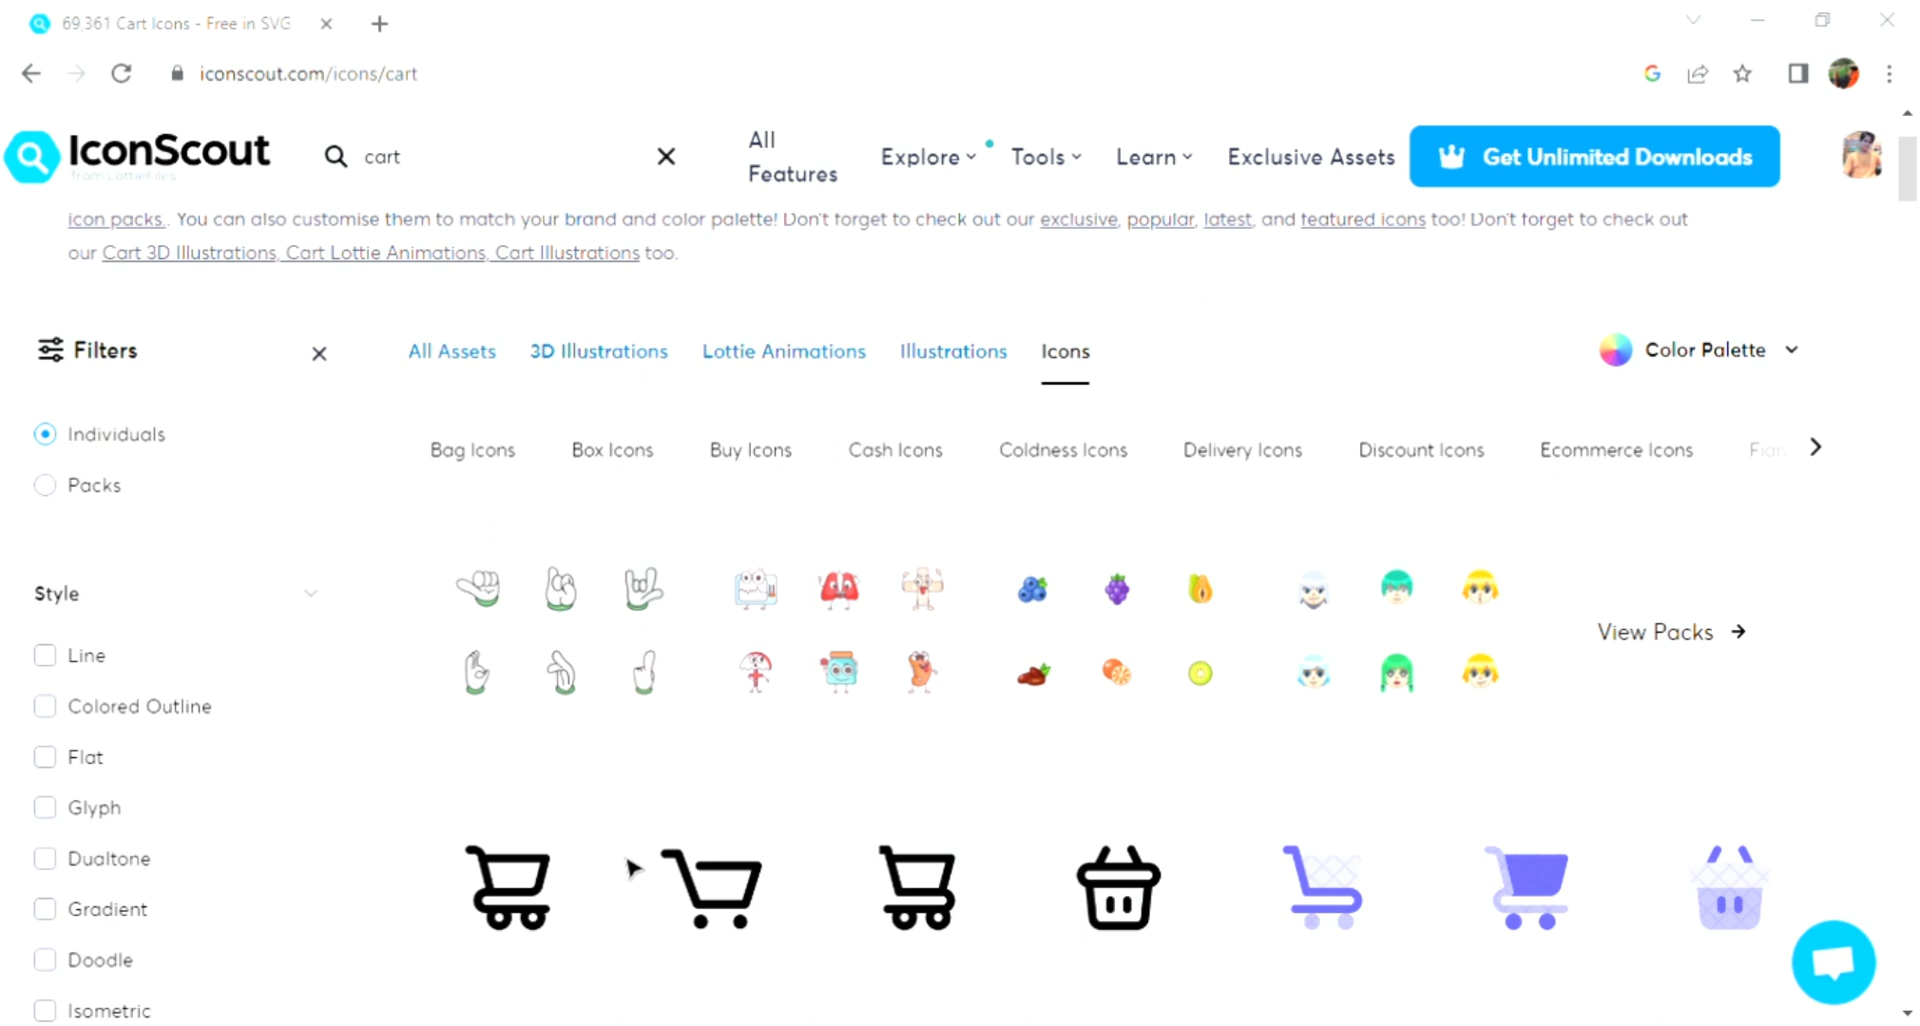 69,361 Cart Icons - Free in SVG
iconscout.com/icons/cart
IconScout
from LottieFiles
cart
All Features
Explore
Tools
Learn
Exclusive Assets
Get Unlimited Downloads
icon packs.. You can also customise them to match your brand and color palette! Don't forget to check out our exclusive, popular, latest, and featured icons too! Don't forget to check out
our Cart 3D Illustrations, Cart Lottie Animations, Cart Illustrations too.
Filters
All Assets
3D Illustrations
Lottie Animations
Illustrations
Icons
Color Palette
Individuals
Packs
Bag Icons
Box Icons
Buy Icons
Cash Icons
Coldness Icons
Delivery Icons
Discount Icons
Ecommerce Icons
Style
View Packs
Line
Colored Outline
Flat
Glyph
Dualtone
Gradient
Doodle
Isometric